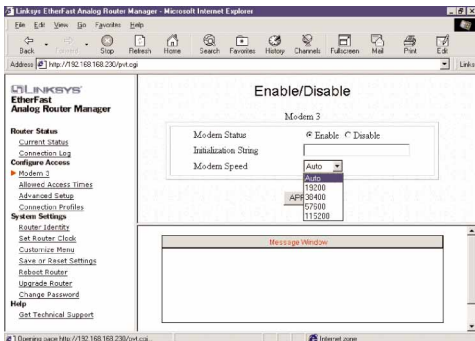 Linksys EtherFast Analog Router Manager - Microsoft Internet Explorer
File Edit View Go Favorites Help
Back Forward Stop Refresh Home Search Favorites History Channels Fullscreen Mail Print Edit
Address http://192.168.168.230/pvt.cgi Links
LINKSYS
EtherFast
Analog Router Manager
Router Status
Current Status
Connection Log
Configure Access
Modem 3
Allowed Access Times
Advanced Setup
Connection Profiles
System Settings
Router Identity
Set Router Clock
Customize Menu
Save or Reset Settings
Reboot Router
Upgrade Router
Change Password
Help
Get Technical Support
Enable/Disable
Modem 3
Modem Status Enable Disable
Initialization String
Modem Speed Auto
Auto
19200
38400
57600
115200
APP
Message Window
Opening page http://192.168.168.230/pvt.cgi... Internet zone